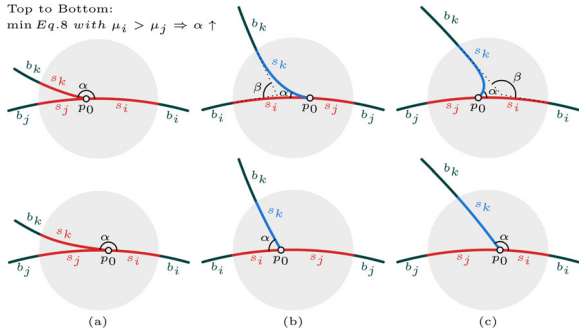 Top to Bottom:
min Eq.8 with μi > μj ⇒ α ↑
bk sk α bj sj p0 si bi
bk sk β α bi si p0 sj bj
bk sk β α bj sj p0 si bi
bk sk α bj sj p0 si bi
bk sk α bi si p0 sj bj
bk sk α bj sj p0 si bi
(a) (b) (c)